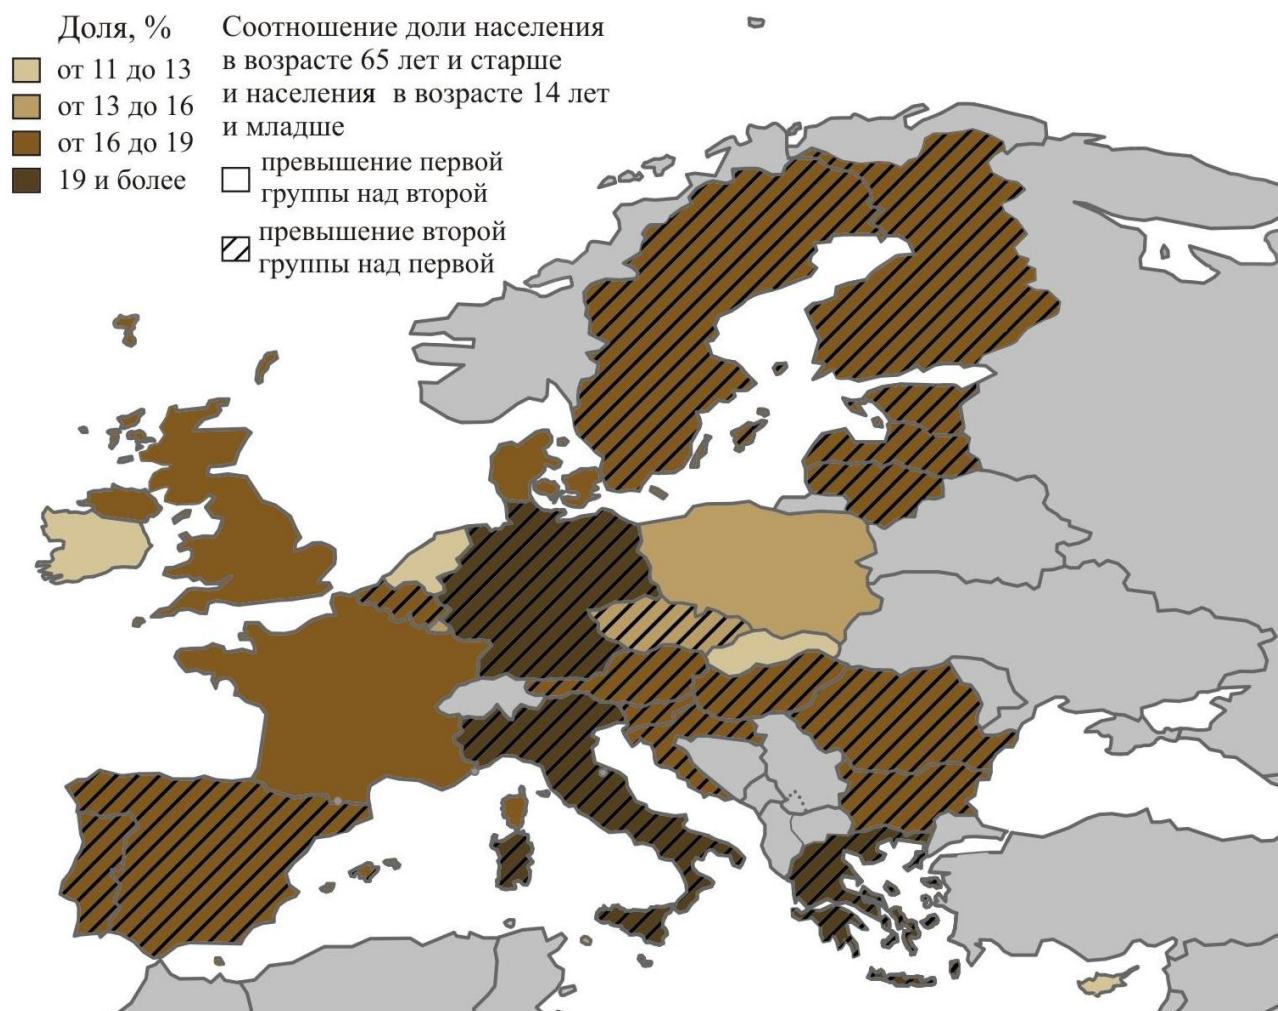 Доля, %
от 11 до 13
от 13 до 16
от 16 до 19
19 и более
Соотношение доли населения
в возрасте 65 лет и старше
и населения в возрасте 14 лет
и младше
превышение первой
группы над второй
превышение второй
группы над первой